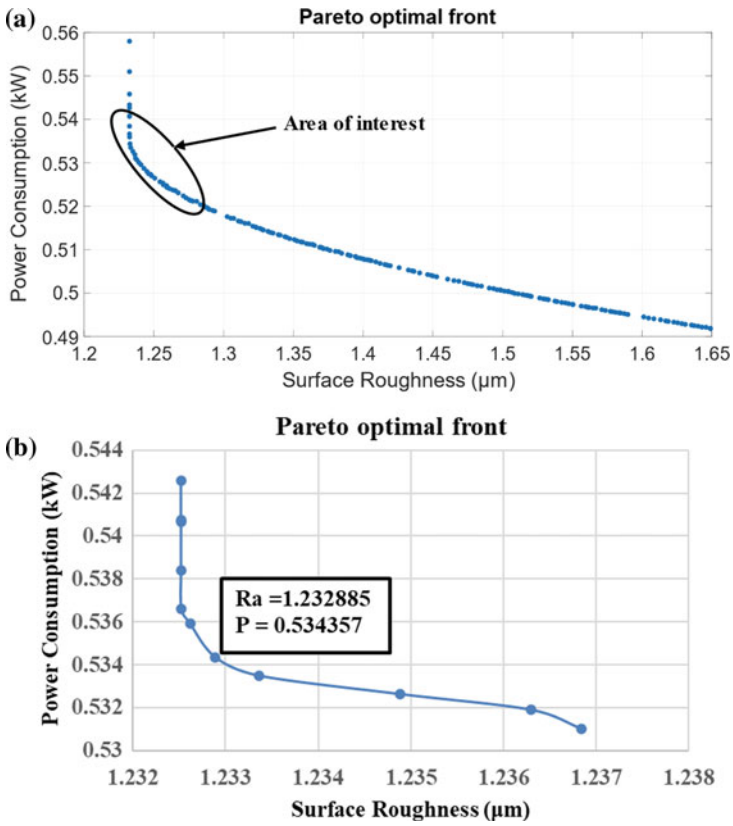 (a)
Pareto optimal front
0.56
0.55
0.54
0.53
0.52
0.51
0.5
0.49
Power Consumption (kW)
Area of interest
1.2 1.25 1.3 1.35 1.4 1.45 1.5 1.55 1.6 1.65
Surface Roughness (μm)
(b)
Pareto optimal front
0.544
0.542
0.54
0.538
0.536
0.534
0.532
0.53
Power Consumption (kW)
Ra =1.232885
P = 0.534357
1.232 1.233 1.234 1.235 1.236 1.237 1.238
Surface Roughness (μm)